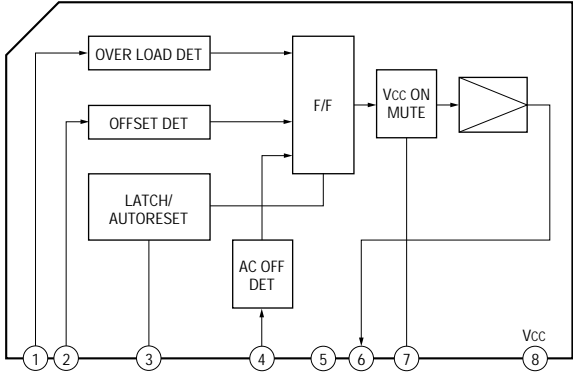 OVER LOAD DET
OFFSET DET
F/F
VCC ON
MUTE
LATCH/
AUTORESET
AC OFF
DET
VCC
1 2 3 4 5 6 7 8